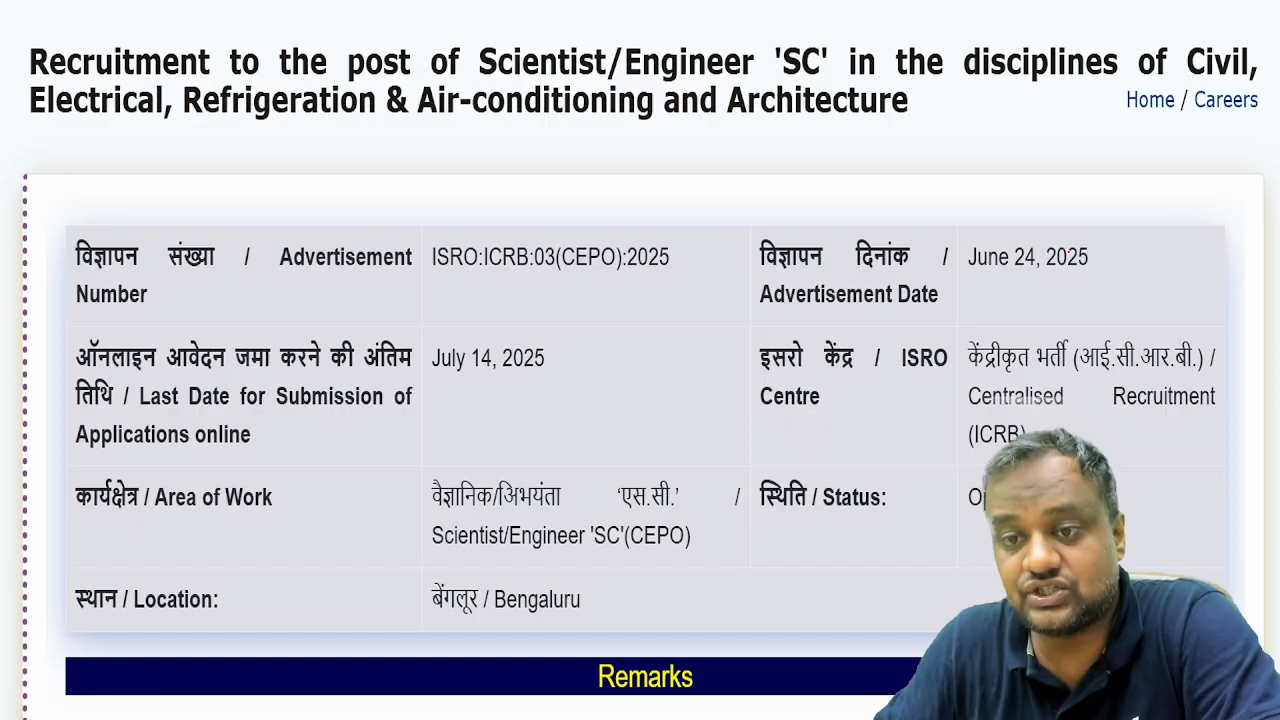 Recruitment to the post of Scientist/Engineer 'SC' in the disciplines of Civil,
Electrical, Refrigeration & Air-conditioning and Architecture
Home / Careers
विज्ञापन संख्या / Advertisement
Number
ISRO:ICRB:03(CEPO):2025
विज्ञापन दिनांक /
Advertisement Date
June 24, 2025
ऑनलाइन आवेदन जमा करने की अंतिम
तिथि / Last Date for Submission of
Applications online
July 14, 2025
इसरो केंद्र / ISRO
Centre
केंद्रीकृत भर्ती (आई.सी.आर.बी.) /
Centralised Recruitment
(ICRB)
कार्यक्षेत्र / Area of Work
वैज्ञानिक/अिभयंता ‘एस.सी.’ /
Scientist/Engineer 'SC'(CEPO)
स्थिति / Status:
स्थान / Location:
बेंगलूर / Bengaluru
Remarks